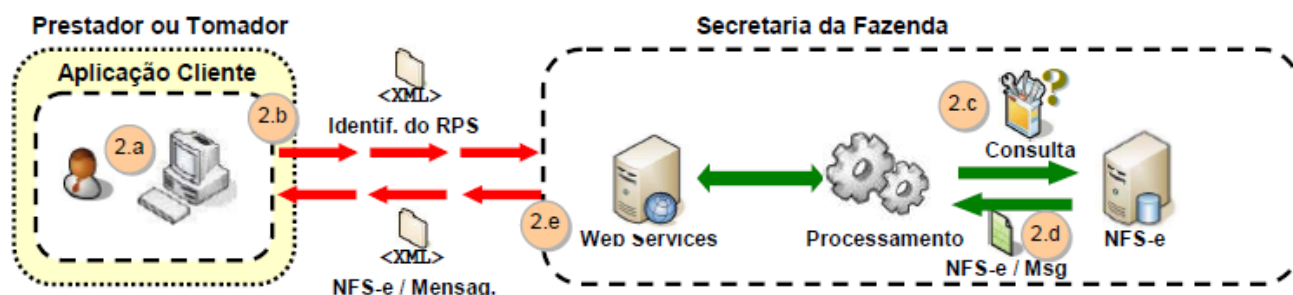 Prestador ou Tomador
Secretaria da Fazenda
Aplicação Cliente
<XML>
2.b
Identif. do RPS
2.a
2.c
?
Consulta
2.e
Web Services
Processamento
2.d
NFS-e
NFS-e / Msg
<XML>
NFS-e / Mensag.